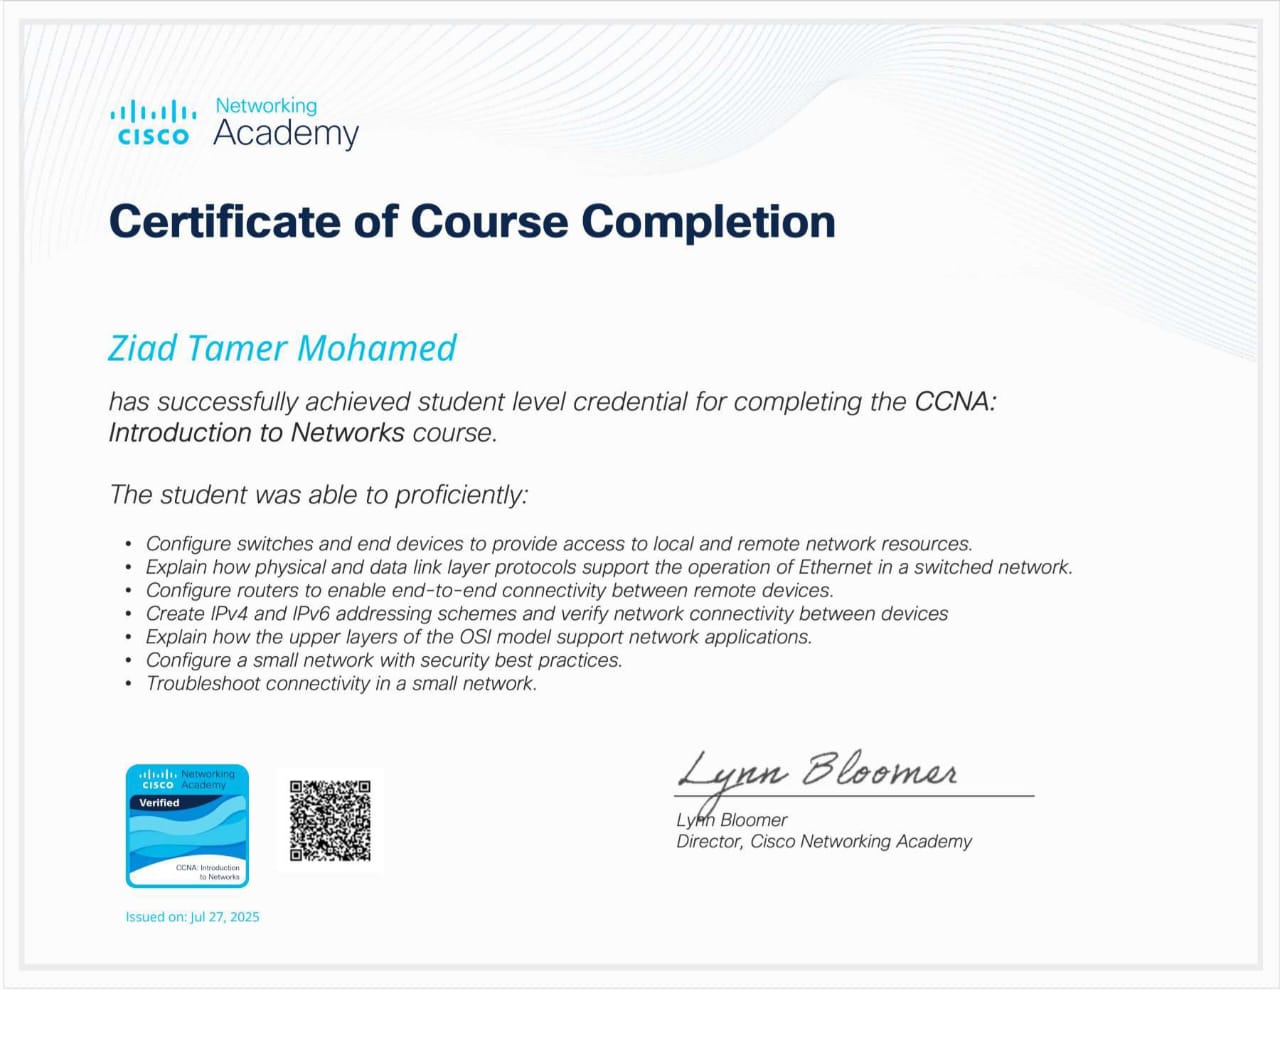 Networking
CISCO Academy
Certificate of Course Completion
Ziad Tamer Mohamed
has successfully achieved student level credential for completing the CCNA:
Introduction to Networks course.
The student was able to proficiently:
• Configure switches and end devices to provide access to local and remote network resources.
• Explain how physical and data link layer protocols support the operation of Ethernet in a switched network.
• Configure routers to enable end-to-end connectivity between remote devices.
• Create IPv4 and IPv6 addressing schemes and verify network connectivity between devices
• Explain how the upper layers of the OSI model support network applications.
• Configure a small network with security best practices.
• Troubleshoot connectivity in a small network.
Networking
CISCO Academy
Verified
CCNA: Introduction
to Networks
Issued on: Jul 27, 2025
Lynn Bloomer
Lynn Bloomer
Director, Cisco Networking Academy